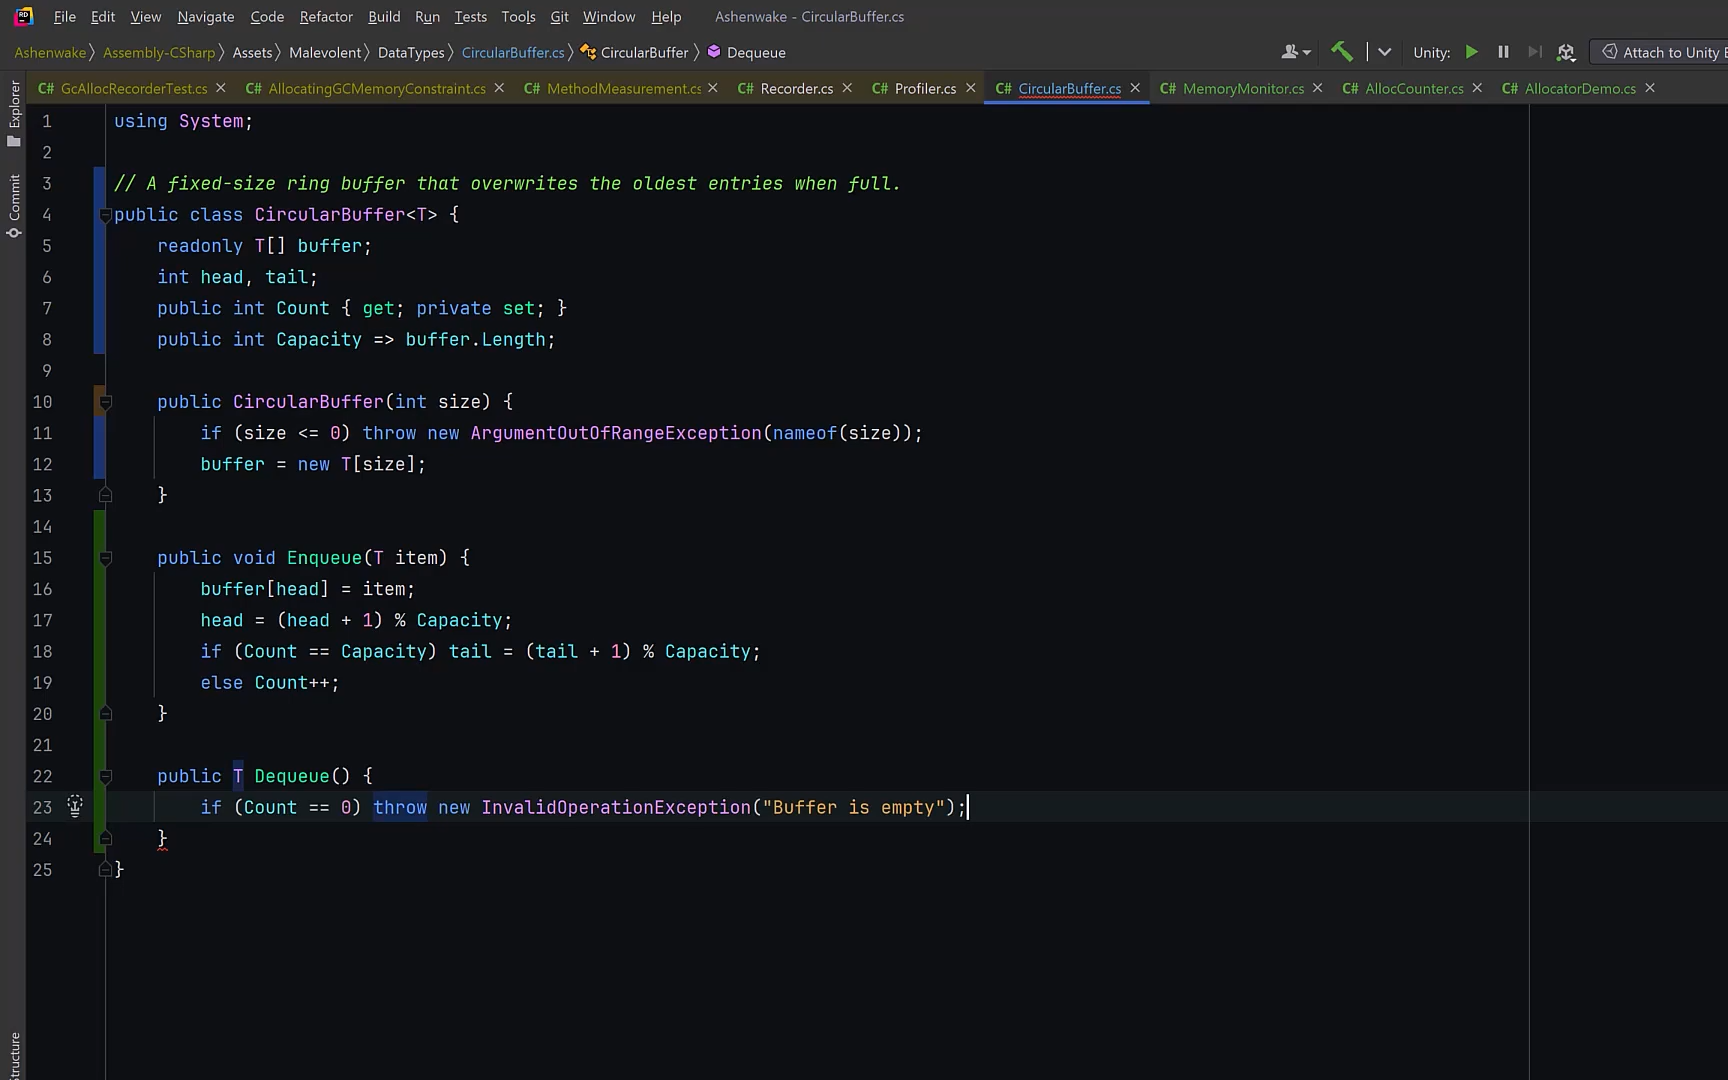 File Edit View Navigate Code Refactor Build Run Tests Tools Git Window Help Ashenwake - CircularBuffer.cs
Ashenwake Assembly-CSharp Assets Malevolent DataTypes CircularBuffer.cs CircularBuffer Dequeue Unity: Attach to Unity E
C# GcAllocRecorderTest.cs C# AllocatingGCMemoryConstraint.cs C# MethodMeasurement.cs C# Recorder.cs C# Profiler.cs C# CircularBuffer.cs C# MemoryMonitor.cs C# AllocCounter.cs C# AllocatorDemo.cs
Explorer
Commit
Structure
1 using System;
2
3 // A fixed-size ring buffer that overwrites the oldest entries when full.
4 public class CircularBuffer<T> {
5 readonly T[] buffer;
6 int head, tail;
7 public int Count { get; private set; }
8 public int Capacity => buffer.Length;
9
10 public CircularBuffer(int size) {
11 if (size <= 0) throw new ArgumentOutOfRangeException(nameof(size));
12 buffer = new T[size];
13 }
14
15 public void Enqueue(T item) {
16 buffer[head] = item;
17 head = (head + 1) % Capacity;
18 if (Count == Capacity) tail = (tail + 1) % Capacity;
19 else Count++;
20 }
21
22 public T Dequeue() {
23 if (Count == 0) throw new InvalidOperationException("Buffer is empty");
24 }
25 }